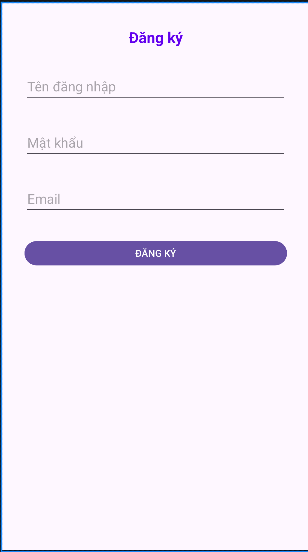 Đăng ký
Tên đăng nhập
Mật khẩu
Email
ĐĂNG KÝ